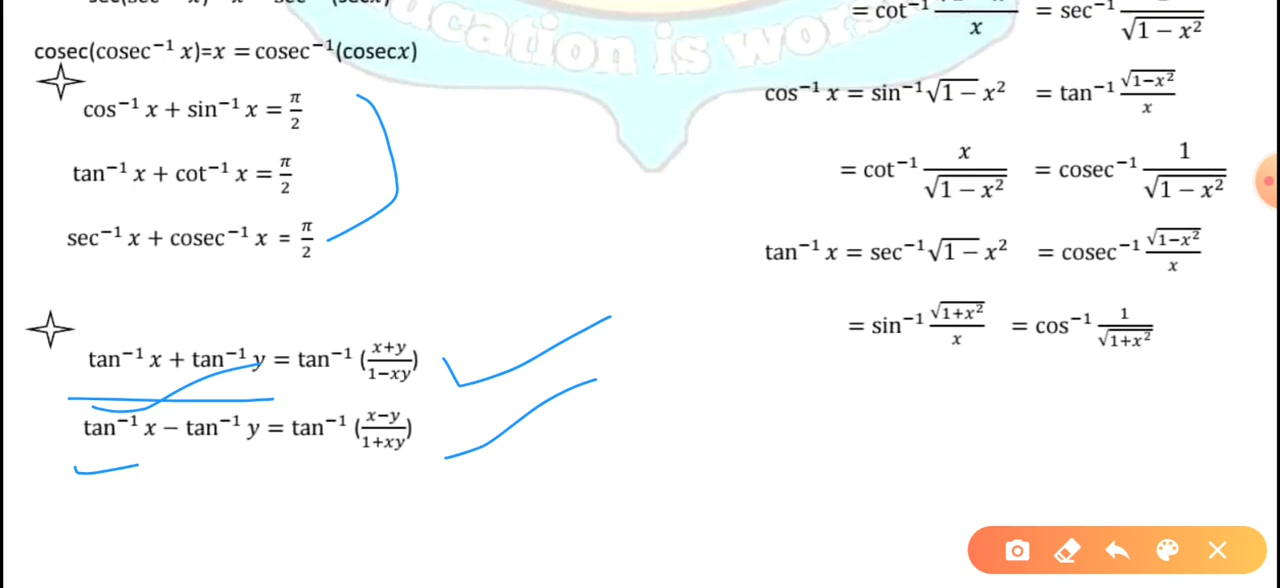 cosec(cosec⁻¹ x)=x = cosec⁻¹(cosecx)
cos⁻¹ x + sin⁻¹ x = π/2
tan⁻¹ x + cot⁻¹ x = π/2
sec⁻¹ x + cosec⁻¹ x = π/2
tan⁻¹ x + tan⁻¹ y = tan⁻¹ (x+y/1−xy)
tan⁻¹ x − tan⁻¹ y = tan⁻¹ (x−y/1+xy)
cos⁻¹ x = sin⁻¹√1− x² = tan⁻¹ √1−x²/x
= cot⁻¹ x/√1 − x² = cosec⁻¹ 1/√1 − x²
tan⁻¹ x = sec⁻¹√1− x² = cosec⁻¹ √1−x²/x
= sin⁻¹ √1+x²/x = cos⁻¹ 1/√1+x²